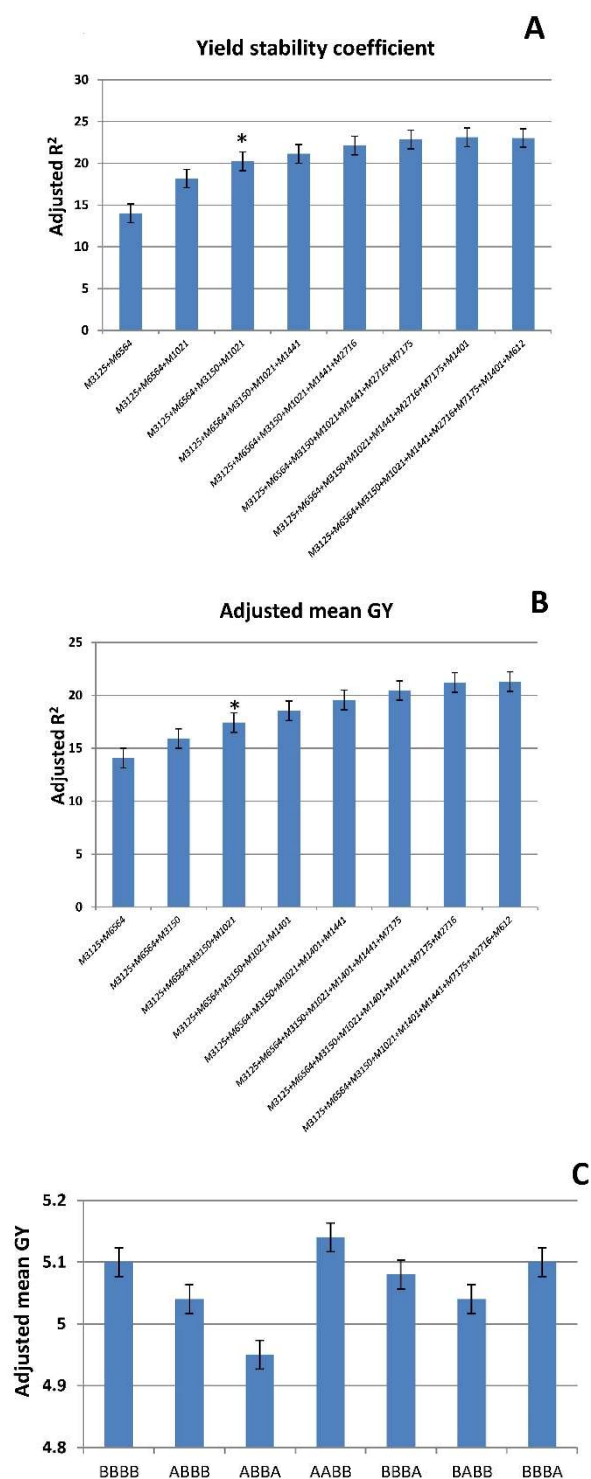 A
Yield stability coefficient
Adjusted R²
30
25
20
15
10
5
0
*
M3125+M6564
M3125+M6564+M1021
M3125+M6564+M3150+M1021
M3125+M6564+M3150+M1021+M1441
M3125+M6564+M3150+M1021+M1441+M2716
M3125+M6564+M3150+M1021+M1441+M2716+M7175
M3125+M6564+M3150+M1021+M1441+M2716+M7175+M1401
M3125+M6564+M3150+M1021+M1441+M2716+M7175+M1401+M612
B
Adjusted mean GY
Adjusted R²
25
20
15
10
5
0
*
M3125+M6564
M3125+M6564+M3150
M3125+M6564+M3150+M1021
M3125+M6564+M3150+M1021+M1401
M3125+M6564+M3150+M1021+M1401+M1441
M3125+M6564+M3150+M1021+M1401+M1441+M7175
M3125+M6564+M3150+M1021+M1401+M1441+M7175+M2716
M3125+M6564+M3150+M1021+M1401+M1441+M7175+M2716+M612
C
Adjusted mean GY
5.2
5.1
5
4.9
4.8
BBBB ABBB ABBA AABB BBBA BABB BBBA